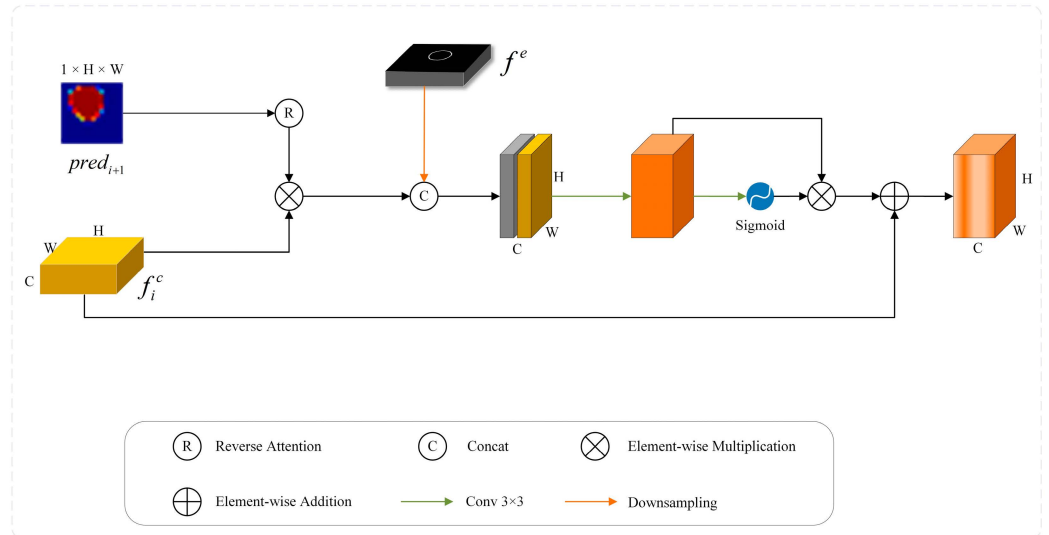 1 × H × W
R
f^e
pred_{i+1}
C
H
W
C
Sigmoid
H
W
C
H
W
C
f_i^c
R Reverse Attention
C Concat
Element-wise Multiplication
Element-wise Addition
Conv 3×3
Downsampling